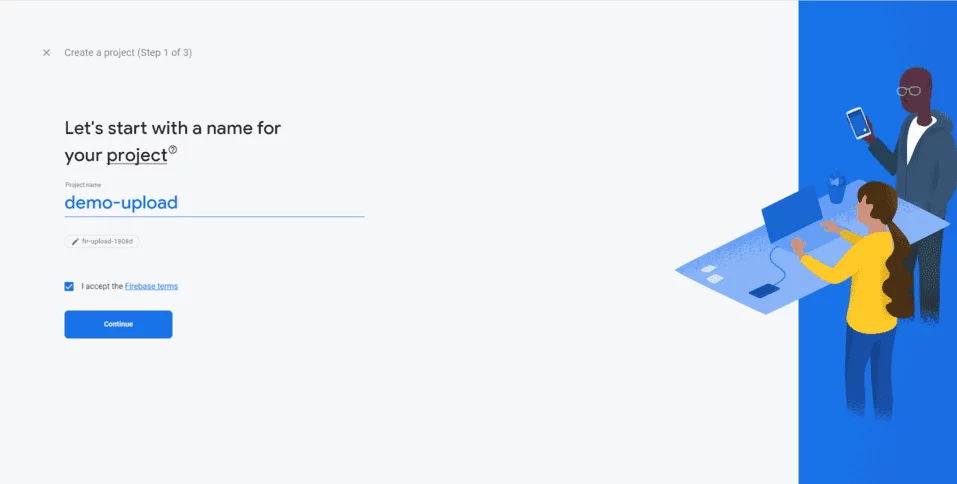 Create a project (Step 1 of 3)
Let's start with a name for
your project
Project name
demo-upload
fir-upload-1908d
I accept the Firebase terms
Continue